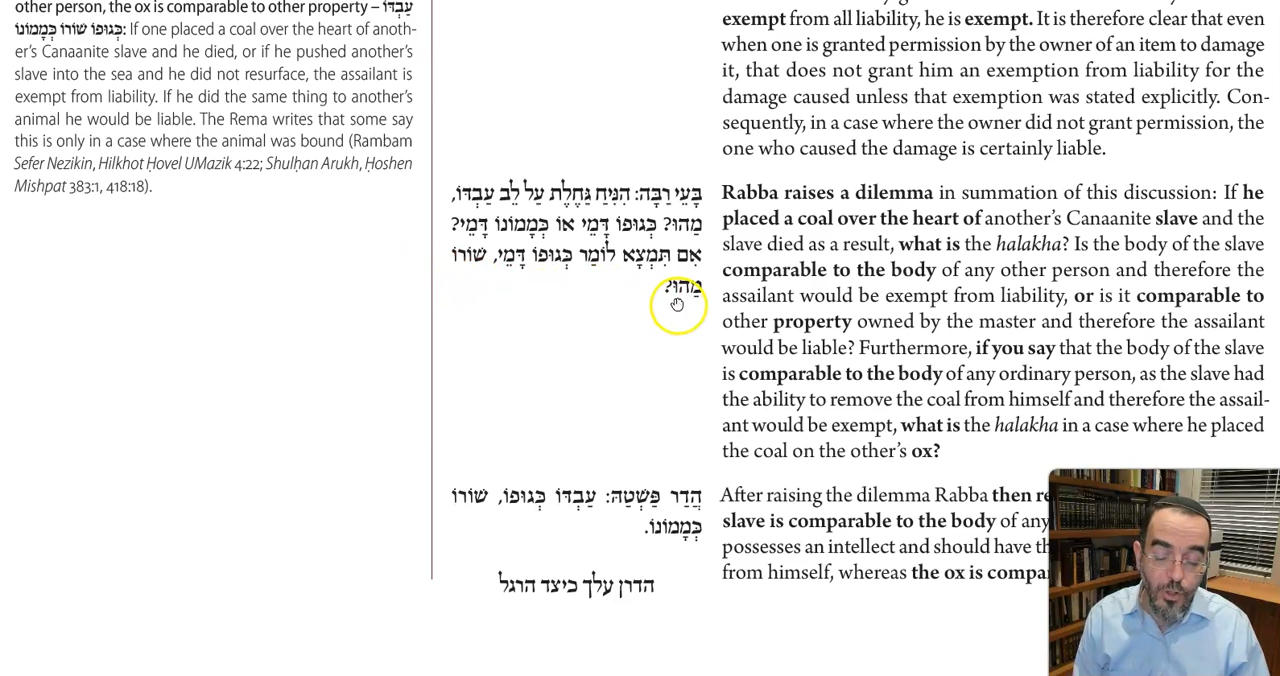 other person, the ox is comparable to other property – עַבְדּוֹ
כְּגוּפוֹ שׁוֹרוֹ כְּמָמוֹנוֹ: If one placed a coal over the heart of anoth-
er's Canaanite slave and he died, or if he pushed another's
slave into the sea and he did not resurface, the assailant is
exempt from liability. If he did the same thing to another's
animal he would be liable. The Rema writes that some say
this is only in a case where the animal was bound (Rambam
Sefer Nezikin, Hilkhot Ḥovel UMazik 4:22; Shulḥan Arukh, Ḥoshen
Mishpat 383:1, 418:18).
exempt from all liability, he is exempt. It is therefore clear that even
when one is granted permission by the owner of an item to damage
it, that does not grant him an exemption from liability for the
damage caused unless that exemption was stated explicitly. Con-
sequently, in a case where the owner did not grant permission, the
one who caused the damage is certainly liable.
בָּעֵי רַבָּה: הִנִּיחַ גַּחֶלֶת עַל לֵב עַבְדּוֹ,
מַהוּ? כְּגוּפוֹ דָּמֵי אוֹ כְּמָמוֹנוֹ דָּמֵי?
אִם תִּמְצָא לוֹמַר כְּגוּפוֹ דָּמֵי, שׁוֹרוֹ
מַהוּ?
Rabba raises a dilemma in summation of this discussion: If he
placed a coal over the heart of another's Canaanite slave and the
slave died as a result, what is the halakha? Is the body of the slave
comparable to the body of any other person and therefore the
assailant would be exempt from liability, or is it comparable to
other property owned by the master and therefore the assailant
would be liable? Furthermore, if you say that the body of the slave
is comparable to the body of any ordinary person, as the slave had
the ability to remove the coal from himself and therefore the assail-
ant would be exempt, what is the halakha in a case where he placed
the coal on the other's ox?
הֲדַר פַּשְׁטַהּ: עַבְדּוֹ כְּגוּפוֹ, שׁוֹרוֹ
כְּמָמוֹנוֹ.
After raising the dilemma Rabba then
slave is comparable to the body of any
possesses an intellect and should have
from himself, whereas the ox is
הדרן עלך כיצד הרגל